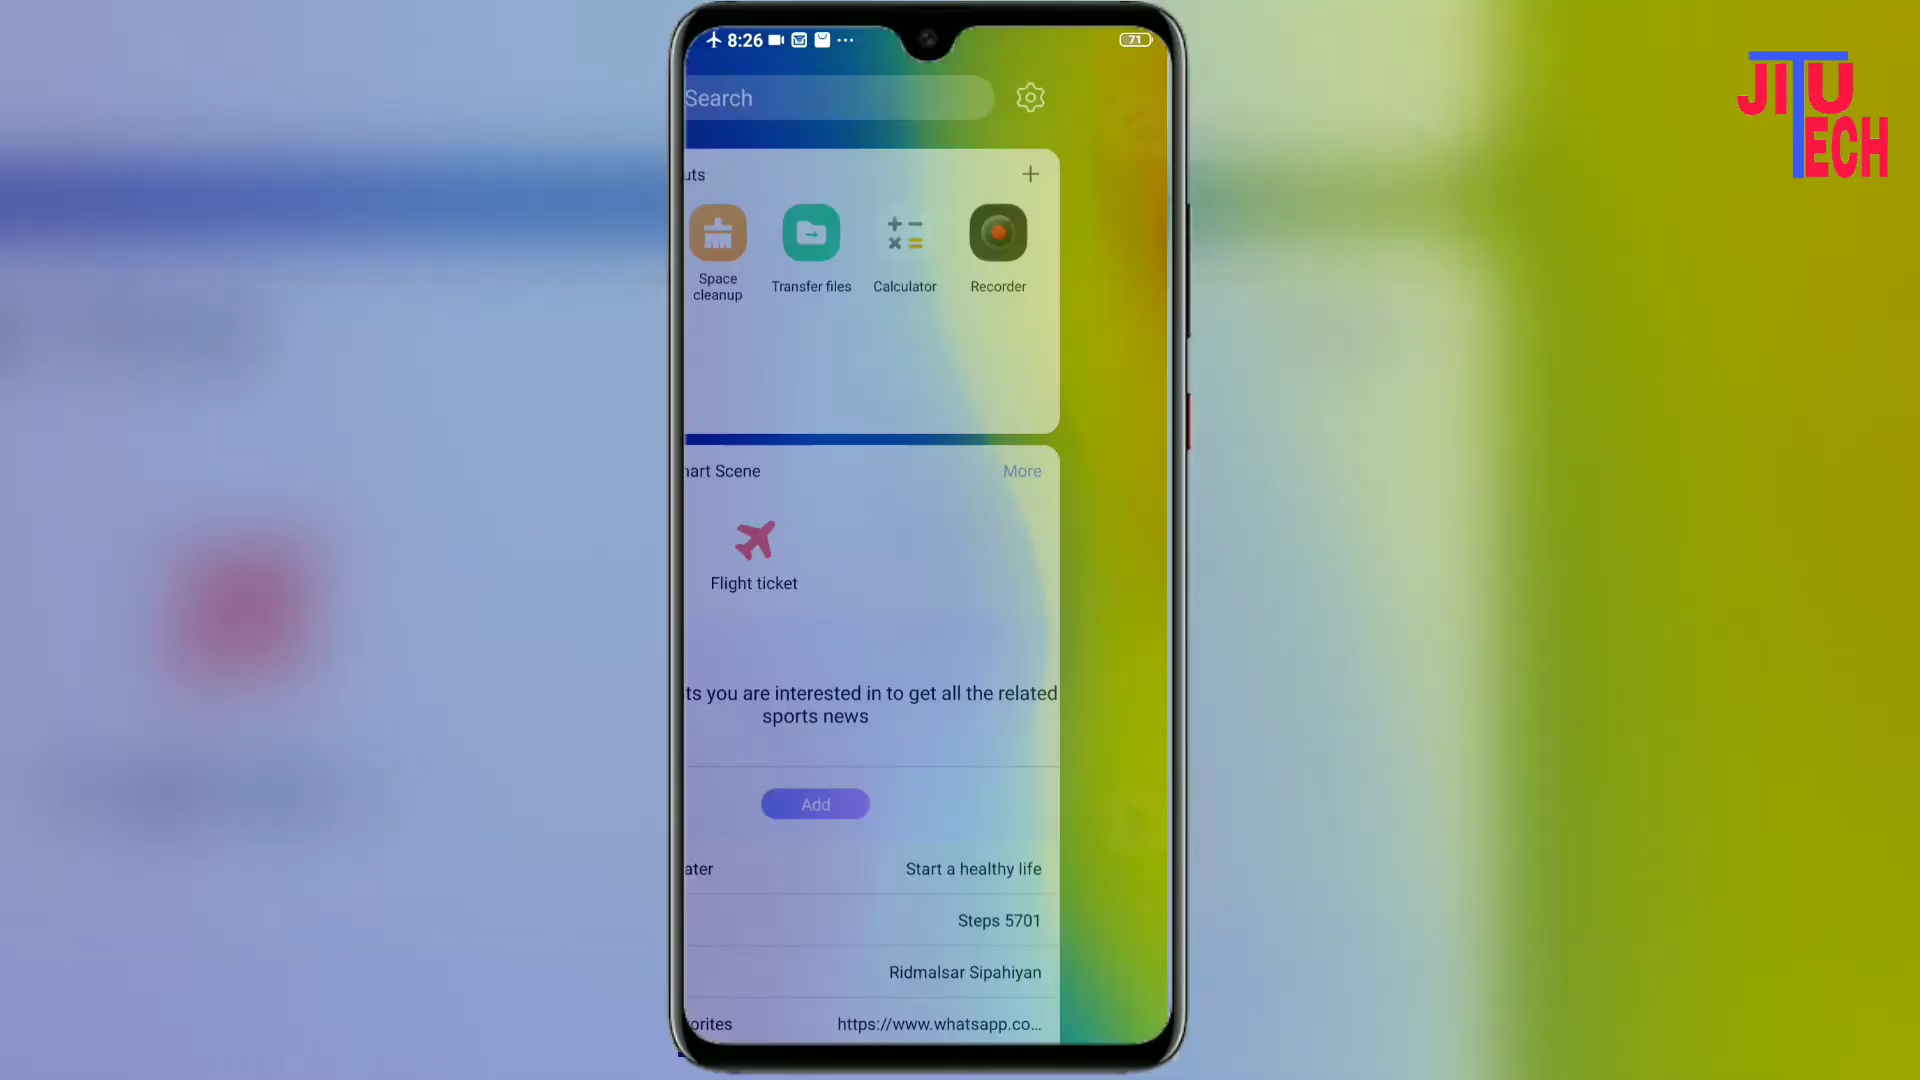 8:26
71
JITU
TECH
Search
uts
Space
cleanup
Transfer files
Calculator
Recorder
nart Scene
More
Flight ticket
ts you are interested in to get all the related
sports news
Add
ater
Start a healthy life
Steps 5701
Ridmalsar Sipahiyan
orites
https://www.whatsapp.co...